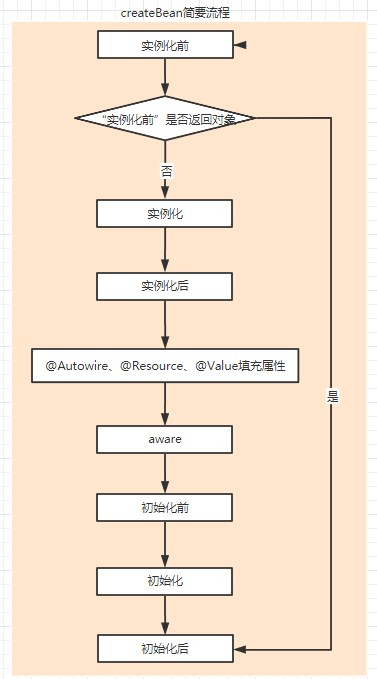 createBean简要流程
实例化前
“实例化前”是否返回对象
否
实例化
实例化后
@Autowire、@Resource、@Value填充属性
是
aware
初始化前
初始化
初始化后